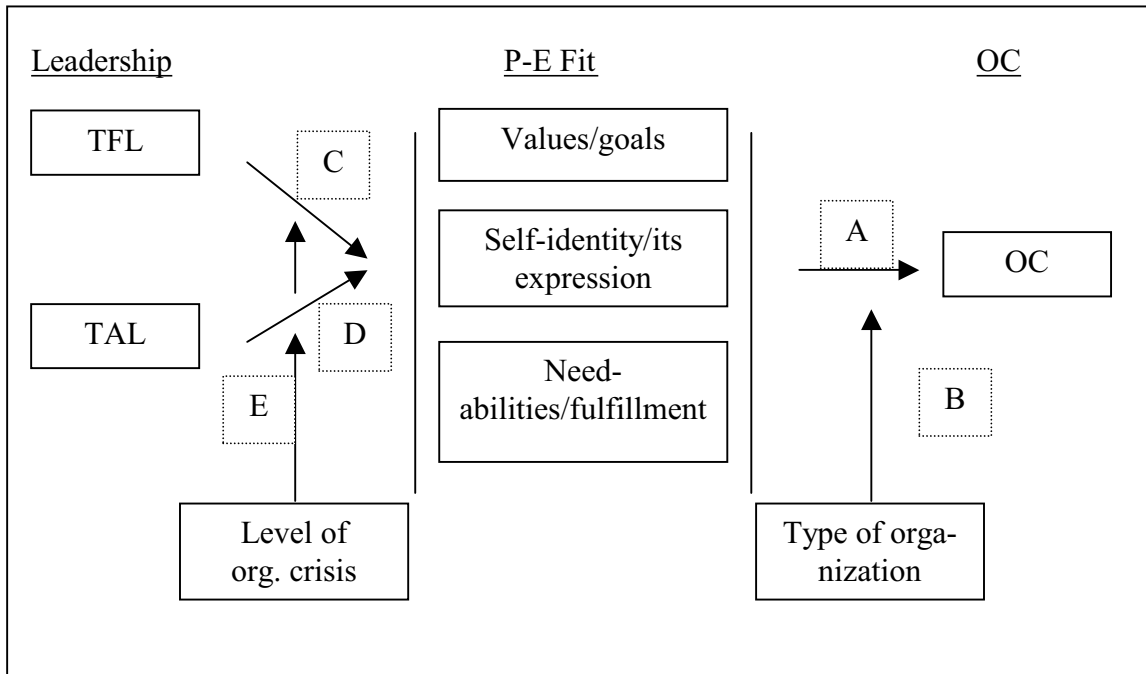 Leadership
P-E Fit
OC
TFL
C
Values/goals
A
Self-identity/its
expression
OC
TAL
D
Need-
abilities/fulfillment
E
B
Level of
org. crisis
Type of orga-
nization